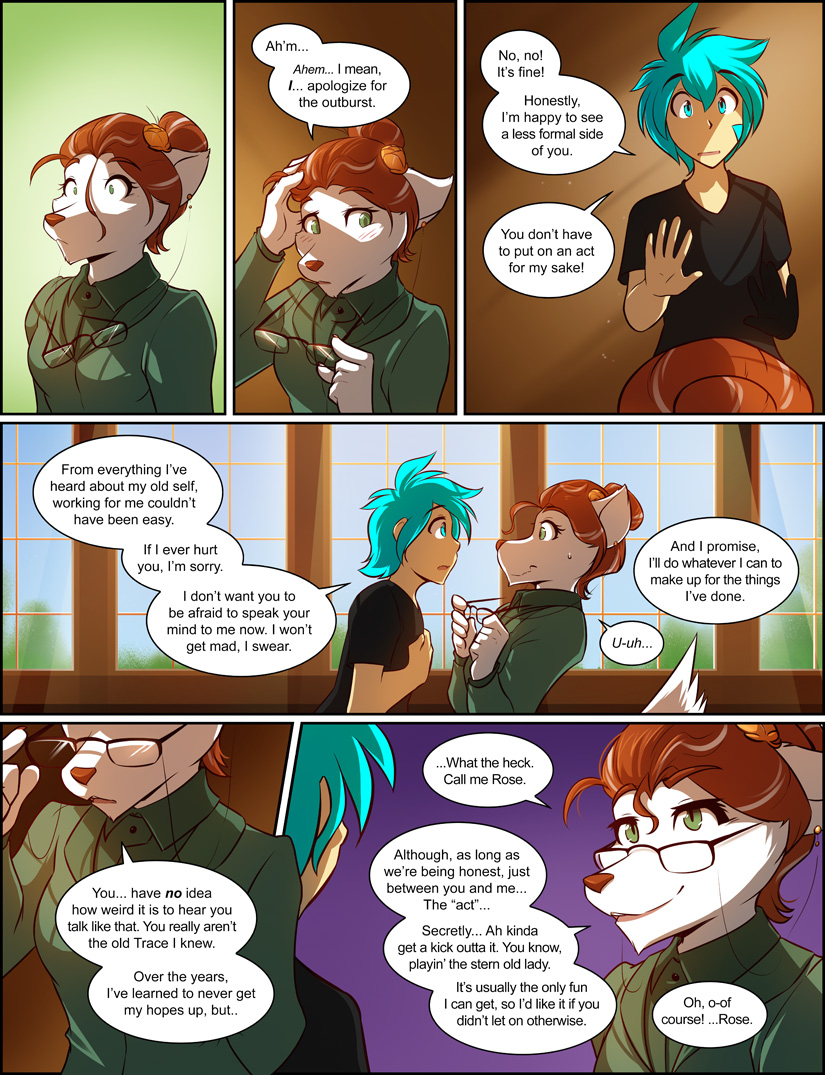 Ah'm...
Ahem... I mean,
I... apologize for
the outburst.
No, no!
It's fine!
Honestly,
I'm happy to see
a less formal side
of you.
You don't have
to put on an act
for my sake!
From everything I've
heard about my old self,
working for me couldn't
have been easy.
If I ever hurt
you, I'm sorry.
I don't want you to
be afraid to speak your
mind to me now. I won't
get mad, I swear.
And I promise,
I'll do whatever I can to
make up for the things
I've done.
U-uh...
You... have no idea
how weird it is to hear you
talk like that. You really aren't
the old Trace I knew.
Over the years,
I've learned to never get
my hopes up, but..
...What the heck.
Call me Rose.
Although, as long as
we're being honest, just
between you and me...
The “act”...
Secretly... Ah kinda
get a kick outta it. You know,
playin' the stern old lady.
It's usually the only fun
I can get, so I'd like it if you
didn't let on otherwise.
Oh, o-of
course! ...Rose.